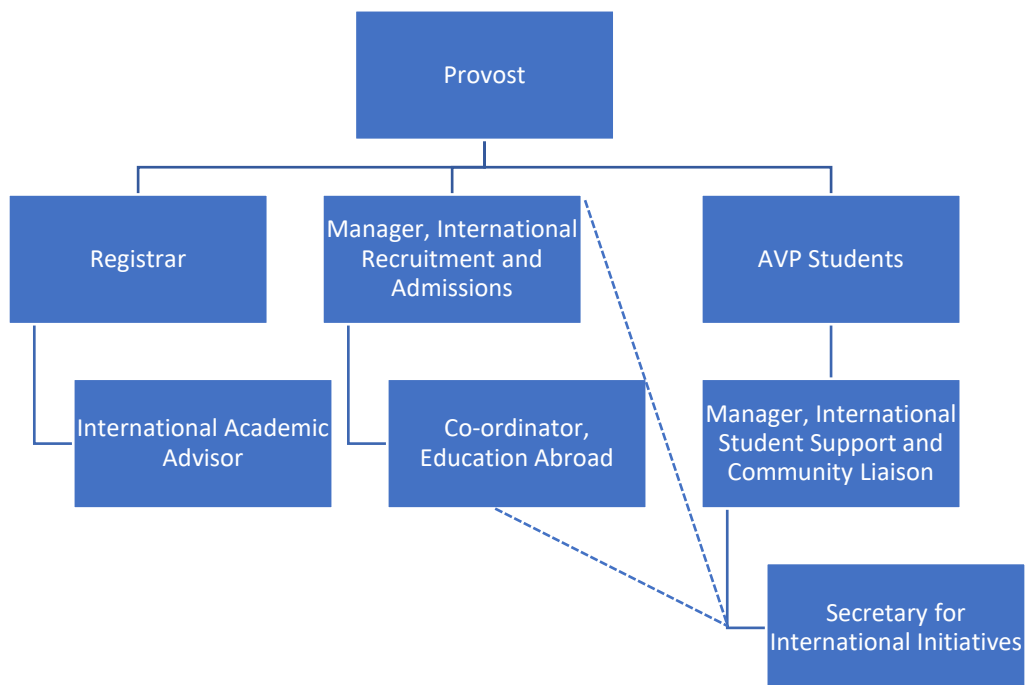 Provost
Registrar
Manager, International
Recruitment and
Admissions
AVP Students
International Academic
Advisor
Co-ordinator,
Education Abroad
Manager, International
Student Support and
Community Liaison
Secretary for
International Initiatives